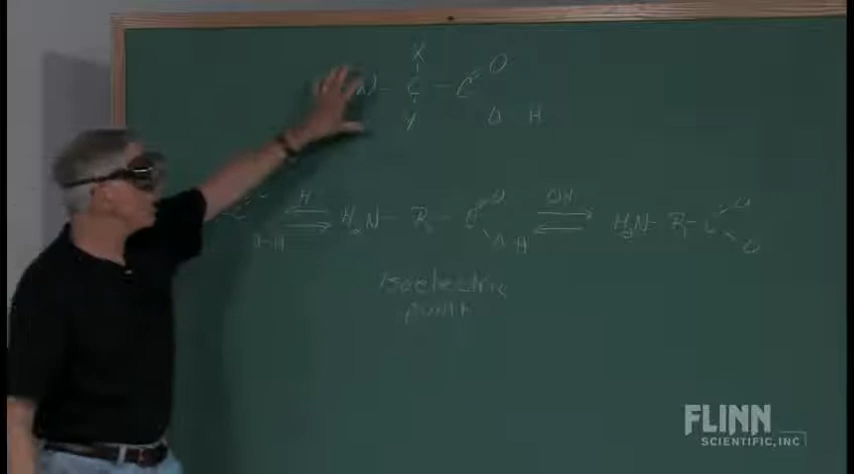 X
N - C - C O
Y O H
C O-H H H₂N - R - C O O H OH H₂N - R - C O O
Isoelectric
point
FLINN
SCIENTIFIC, INC